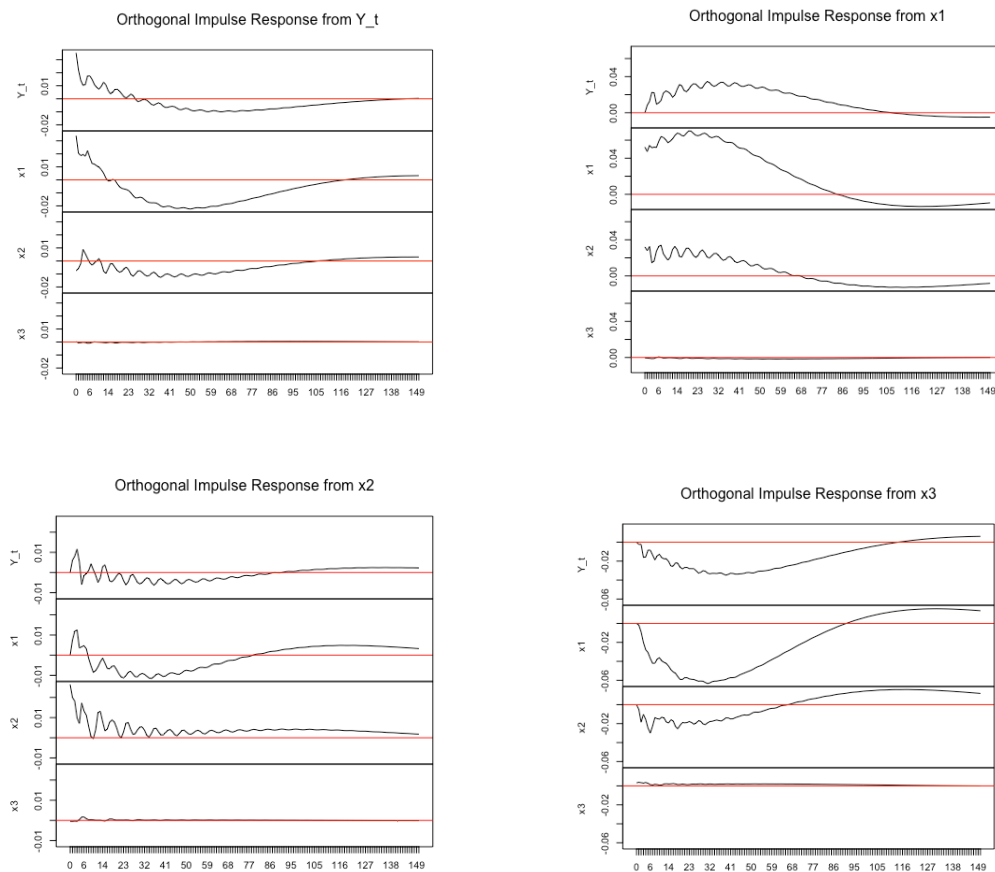 Orthogonal Impulse Response from Y_t
Y_t
0.01
-0.02
x1
0.01
-0.02
x2
0.01
-0.02
x3
0.01
-0.02
0 6 14 23 32 41 50 59 68 77 86 95 105 116 127 138 149
Orthogonal Impulse Response from x1
Y_t
0.04
0.00
x1
0.04
0.00
x2
0.04
0.00
x3
0.04
0.00
0 6 14 23 32 41 50 59 68 77 86 95 105 116 127 138 149
Orthogonal Impulse Response from x2
Y_t
0.01
-0.01
x1
0.01
-0.01
x2
0.01
-0.01
x3
0.01
-0.01
0 6 14 23 32 41 50 59 68 77 86 95 105 116 127 138 149
Orthogonal Impulse Response from x3
Y_t
-0.02
-0.06
x1
-0.02
-0.06
x2
-0.02
-0.06
x3
-0.02
-0.06
0 6 14 23 32 41 50 59 68 77 86 95 105 116 127 138 149